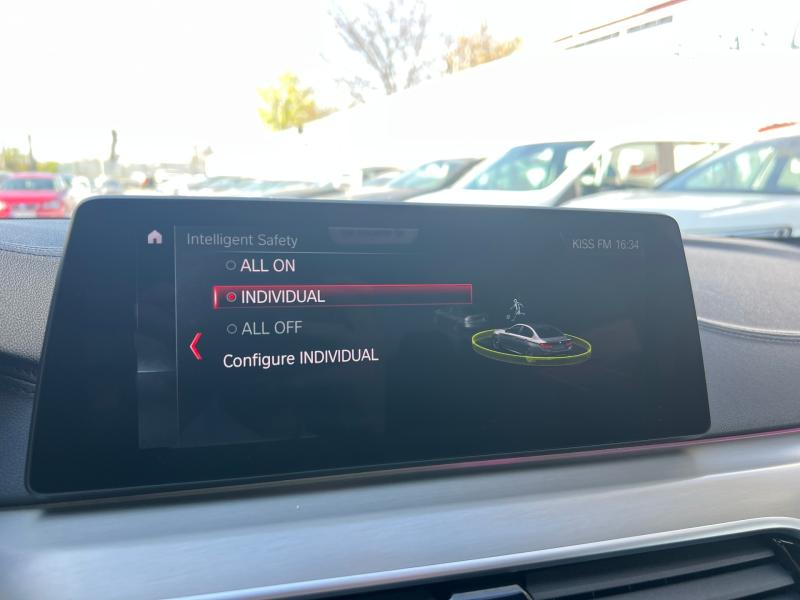 Intelligent Safety
KISS FM 16:34
ALL ON
INDIVIDUAL
ALL OFF
Configure INDIVIDUAL